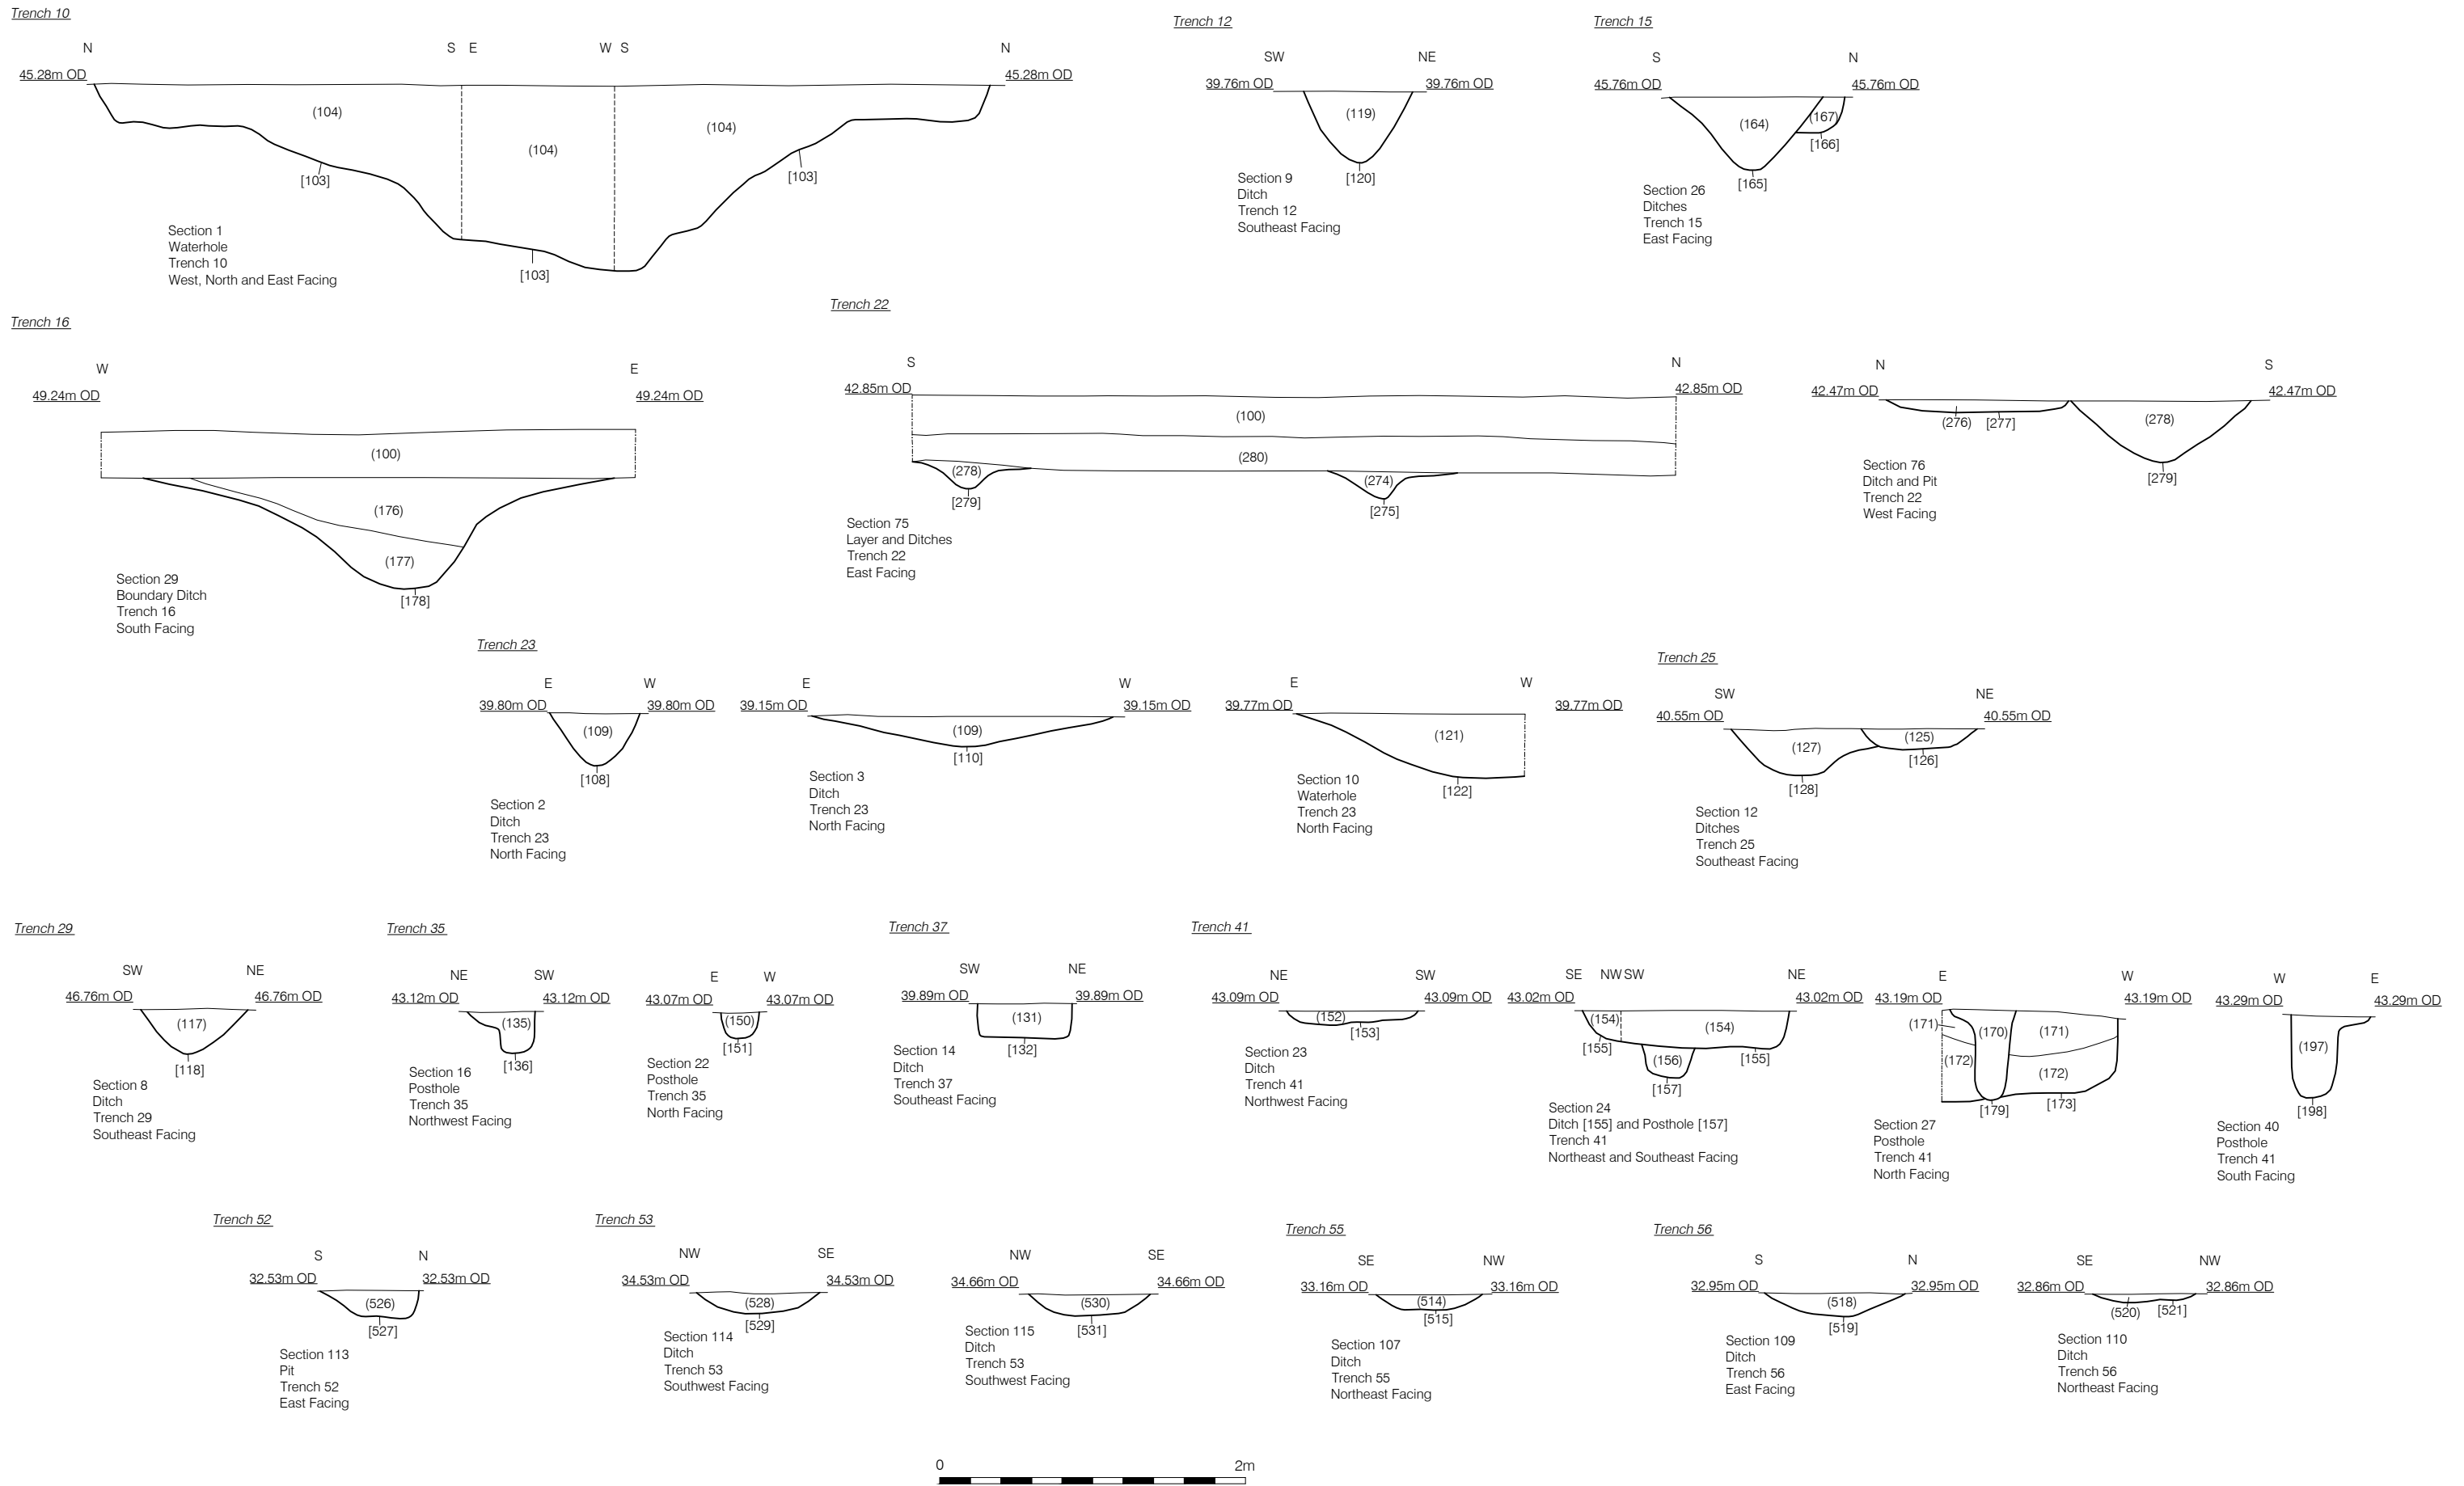 Trench 10
N
S E
W S
N
45.28m OD
45.28m OD
(104)
(104)
(104)
[103]
[103]
[103]
Section 1
Waterhole
Trench 10
West, North and East Facing
Trench 12
SW
NE
39.76m OD
39.76m OD
(119)
[120]
Section 9
Ditch
Trench 12
Southeast Facing
Trench 15
S
N
45.76m OD
45.76m OD
(164)
(167)
[166]
[165]
Section 26
Ditches
Trench 15
East Facing
Trench 16
W
E
49.24m OD
49.24m OD
(100)
(176)
(177)
[178]
Section 29
Boundary Ditch
Trench 16
South Facing
Trench 22
S
N
42.85m OD
42.85m OD
(100)
(280)
(278)
(274)
[279]
[275]
Section 75
Layer and Ditches
Trench 22
East Facing
N
S
42.47m OD
42.47m OD
(276)
[277]
(278)
[279]
Section 76
Ditch and Pit
Trench 22
West Facing
Trench 23
E
W
39.80m OD
39.80m OD
(109)
[108]
Section 2
Ditch
Trench 23
North Facing
E
W
39.15m OD
39.15m OD
(109)
[110]
Section 3
Ditch
Trench 23
North Facing
E
W
39.77m OD
39.77m OD
(121)
[122]
Section 10
Waterhole
Trench 23
North Facing
Trench 25
SW
NE
40.55m OD
40.55m OD
(127)
(125)
[126]
[128]
Section 12
Ditches
Trench 25
Southeast Facing
Trench 29
SW
NE
46.76m OD
46.76m OD
(117)
[118]
Section 8
Ditch
Trench 29
Southeast Facing
Trench 35
NE
SW
43.12m OD
43.12m OD
(135)
[136]
Section 16
Posthole
Trench 35
Northwest Facing
E
W
43.07m OD
43.07m OD
(150)
[151]
Section 22
Posthole
Trench 35
North Facing
Trench 37
SW
NE
39.89m OD
39.89m OD
(131)
[132]
Section 14
Ditch
Trench 37
Southeast Facing
Trench 41
NE
SW
43.09m OD
43.09m OD
(152)
[153]
Section 23
Ditch
Trench 41
Northwest Facing
SE
NW SW
NE
43.02m OD
43.02m OD
(154)
(154)
[155]
(156)
[155]
[157]
Section 24
Ditch [155] and Posthole [157]
Trench 41
Northeast and Southeast Facing
E
W
43.19m OD
43.19m OD
(171)
(170)
(171)
(172)
(172)
[179]
[173]
Section 27
Posthole
Trench 41
North Facing
W
E
43.29m OD
43.29m OD
(197)
[198]
Section 40
Posthole
Trench 41
South Facing
Trench 52
S
N
32.53m OD
32.53m OD
(526)
[527]
Section 113
Pit
Trench 52
East Facing
Trench 53
NW
SE
34.53m OD
34.53m OD
(528)
[529]
Section 114
Ditch
Trench 53
Southwest Facing
NW
SE
34.66m OD
34.66m OD
(530)
[531]
Section 115
Ditch
Trench 53
Southwest Facing
Trench 55
SE
NW
33.16m OD
33.16m OD
(514)
[515]
Section 107
Ditch
Trench 55
Northeast Facing
Trench 56
S
N
32.95m OD
32.95m OD
(518)
[519]
Section 109
Ditch
Trench 56
East Facing
SE
NW
32.86m OD
32.86m OD
(520)
[521]
Section 110
Ditch
Trench 56
Northeast Facing
0
2m